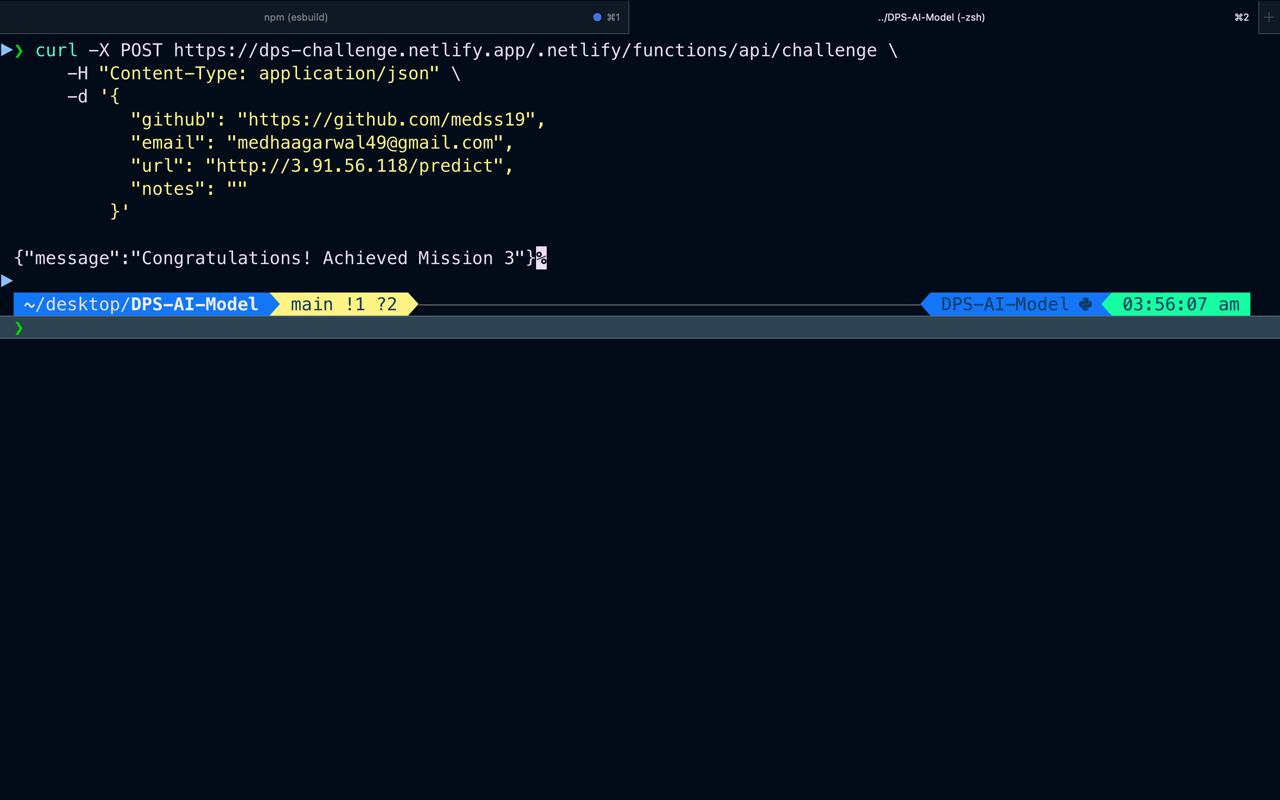 npm (esbuild) ⌘1 ../DPS-AI-Model (-zsh) ⌘2 +
❯ curl -X POST https://dps-challenge.netlify.app/.netlify/functions/api/challenge \
-H "Content-Type: application/json" \
-d '{
"github": "https://github.com/medss19",
"email": "medhaagarwal49@gmail.com",
"url": "http://3.91.56.118/predict",
"notes": ""
}'
{"message":"Congratulations! Achieved Mission 3"}%
~/desktop/DPS-AI-Model main !1 ?2 DPS-AI-Model 03:56:07 am
❯